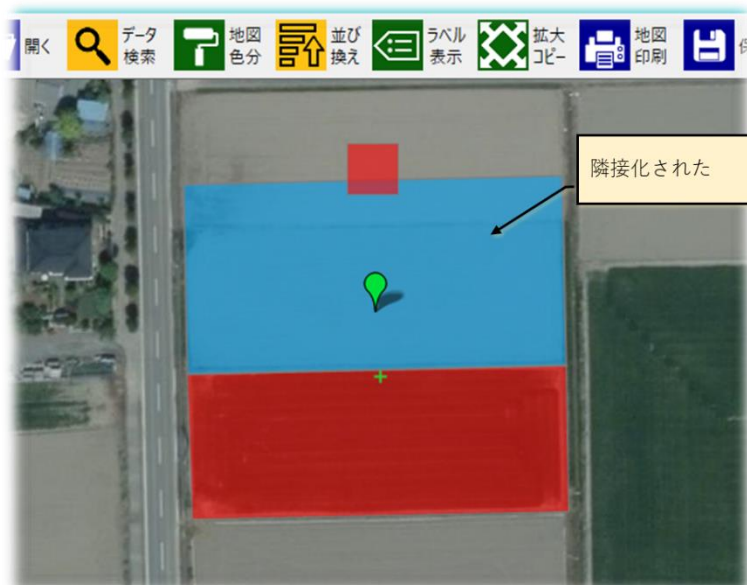 開く
データ
検索
地図
色分
並び
換え
ラベル
表示
拡大
コピー
地図
印刷
隣接化された